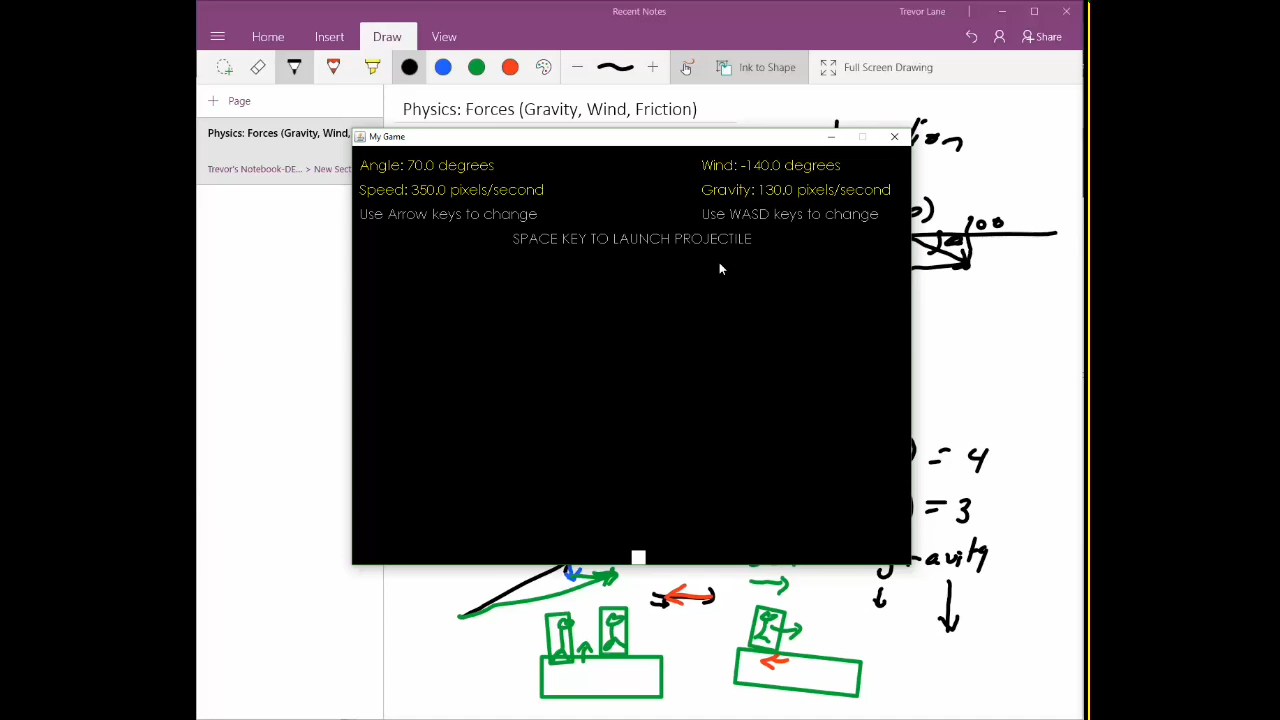 Recent Notes
Trevor Lane
Home Insert Draw View
Share
Ink to Shape
Full Screen Drawing
Page
Physics: Forces (Gravity, Wind, Friction)
Physics: Forces (Gravity, Wind,
Trevor's Notebook-DE... > New Sect
My Game
Angle: 70.0 degrees
Wind: -140.0 degrees
Speed: 350.0 pixels/second
Gravity: 130.0 pixels/second
Use Arrow keys to change
Use WASD keys to change
SPACE KEY TO LAUNCH PROJECTILE
) = 4
) = 3